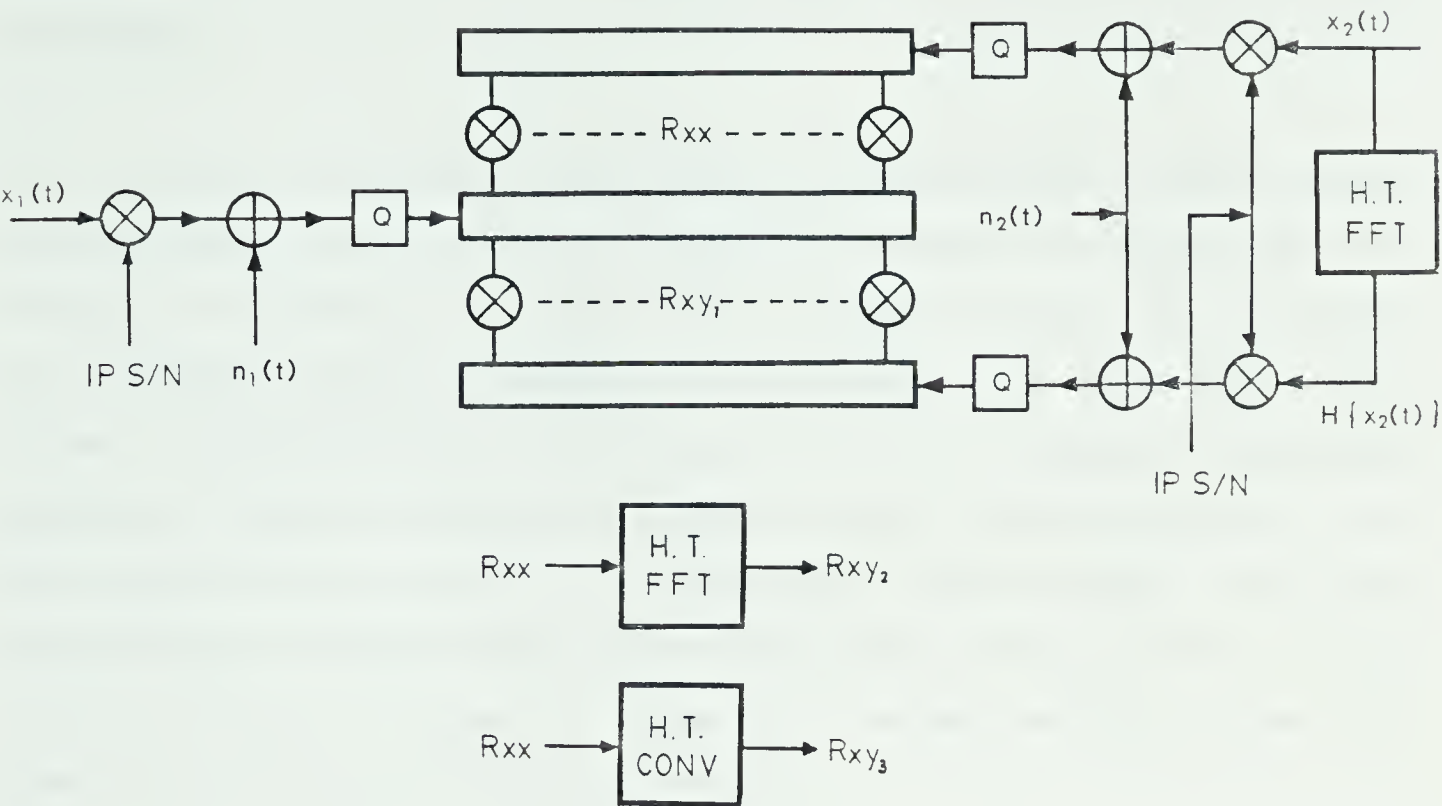 x₂(t)
Q
Rxx
x₁(t)
Q
n₂(t)
H. T.
FFT
Rxy₁
IP S/N
n₁(t)
Q
H{x₂(t)}
IP S/N
Rxx
H. T.
FFT
Rxy₂
Rxx
H. T.
CONV
Rxy₃